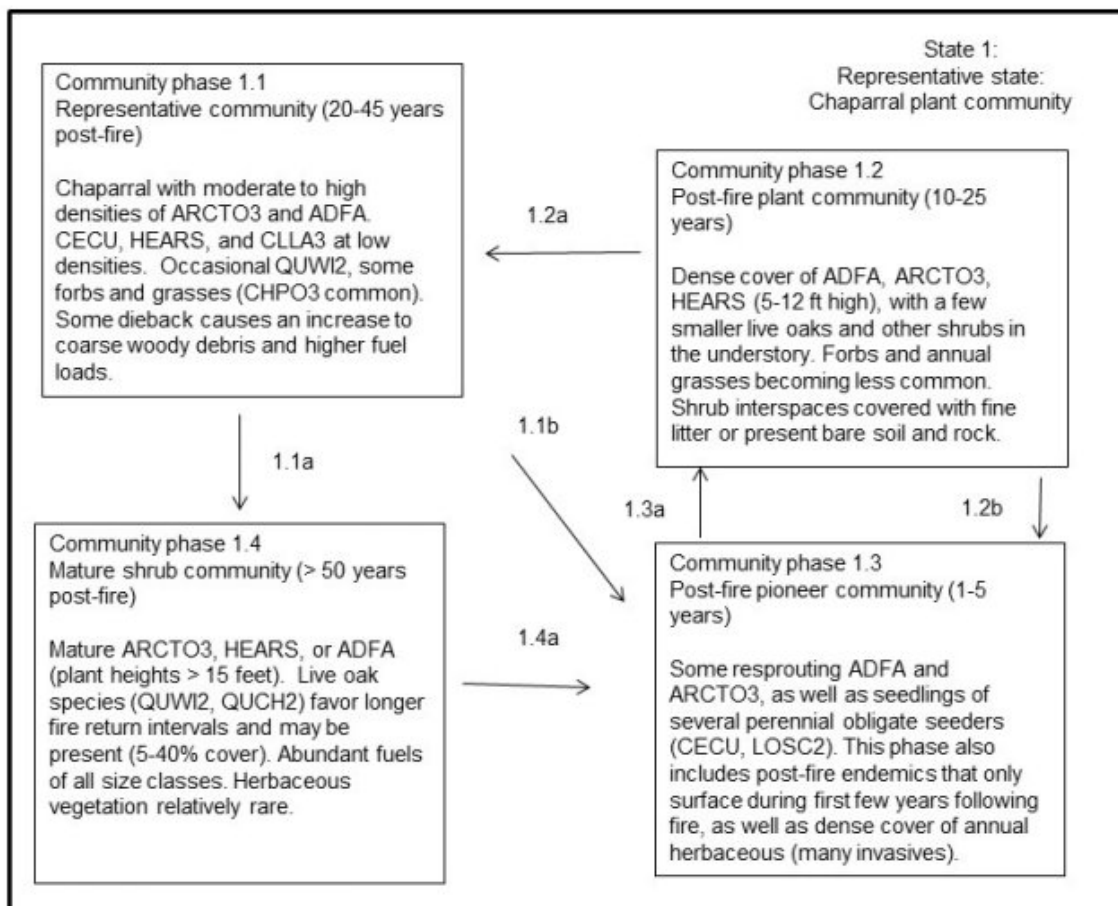 State 1:
Representative state:
Chaparral plant community
Community phase 1.1
Representative community (20-45 years
post-fire)
Chaparral with moderate to high
densities of ARCTO3 and ADFA.
CECU, HEARS, and CLLA3 at low
densities.  Occasional QUWI2, some
forbs and grasses (CHPO3 common).
Some dieback causes an increase to
coarse woody debris and higher fuel
loads.
1.2a
Community phase 1.2
Post-fire plant community (10-25
years)
Dense cover of ADFA, ARCTO3,
HEARS (5-12 ft high), with a few
smaller live oaks and other shrubs in
the understory. Forbs and annual
grasses becoming less common.
Shrub interspaces covered with fine
litter or present bare soil and rock.
1.1a
1.1b
1.3a
1.2b
Community phase 1.4
Mature shrub community (> 50 years
post-fire)
Mature ARCTO3, HEARS, or ADFA
(plant heights > 15 feet).  Live oak
species (QUWI2, QUCH2) favor longer
fire return intervals and may be
present (5-40% cover). Abundant fuels
of all size classes. Herbaceous
vegetation relatively rare.
1.4a
Community phase 1.3
Post-fire pioneer community (1-5
years)
Some resprouting ADFA and
ARCTO3, as well as seedlings of
several perennial obligate seeders
(CECU, LOSC2). This phase also
includes post-fire endemics that only
surface during first few years following
fire, as well as dense cover of annual
herbaceous (many invasives).